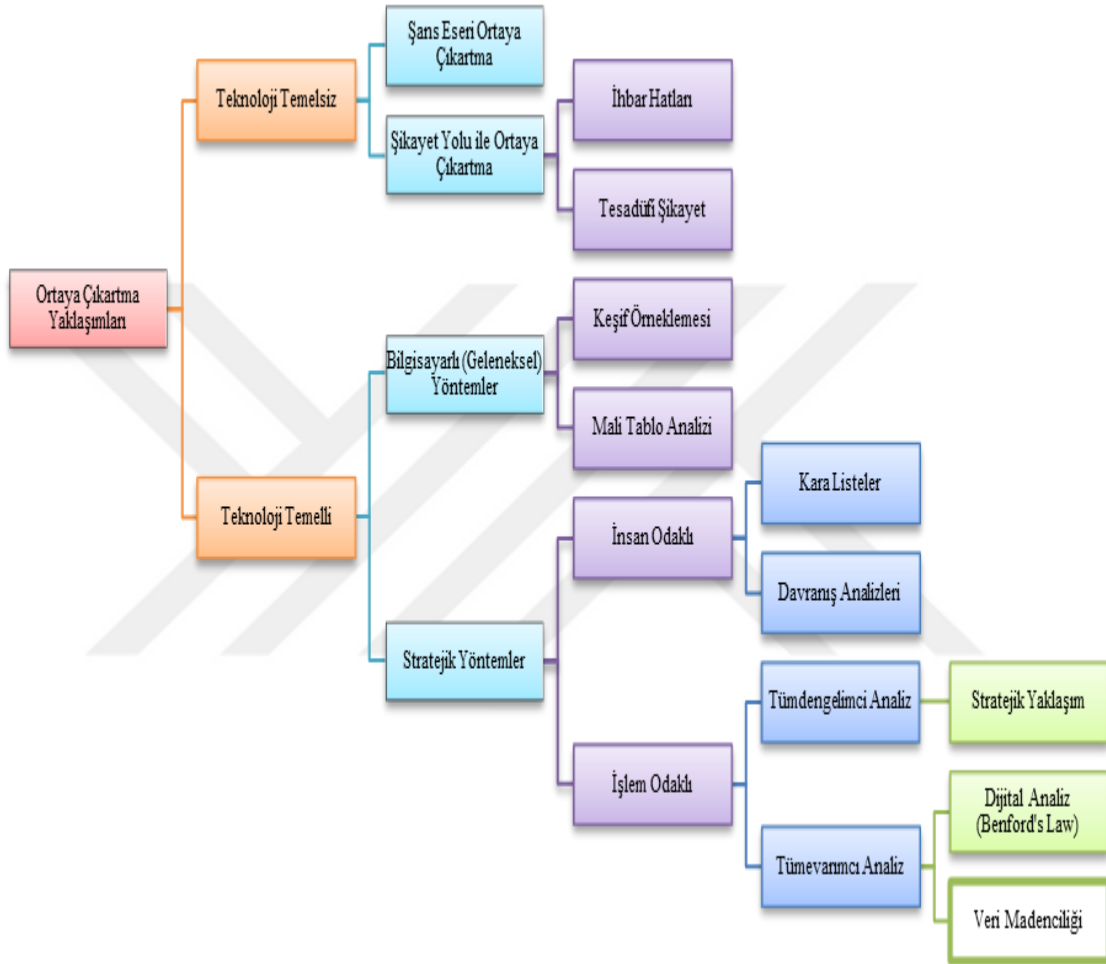 Şans Eseri Ortaya
Çıkartma
Teknoloji Temelsiz
İhbar Hatları
Şikayet Yolu ile Ortaya
Çıkartma
Tesadüfi Şikayet
Ortaya Çıkartma
Yaklaşımları
Keşif Örneklemesi
Bilgisayarlı (Geleneksel)
Yöntemler
Mali Tablo Analizi
Kara Listeler
Teknoloji Temelli
İnsan Odaklı
Davranış Analizleri
Stratejik Yöntemler
Tümdengelimci Analiz
Stratejik Yaklaşım
İşlem Odaklı
Dijital Analiz
(Benford's Law)
Tümevarımcı Analiz
Veri Madenciliği